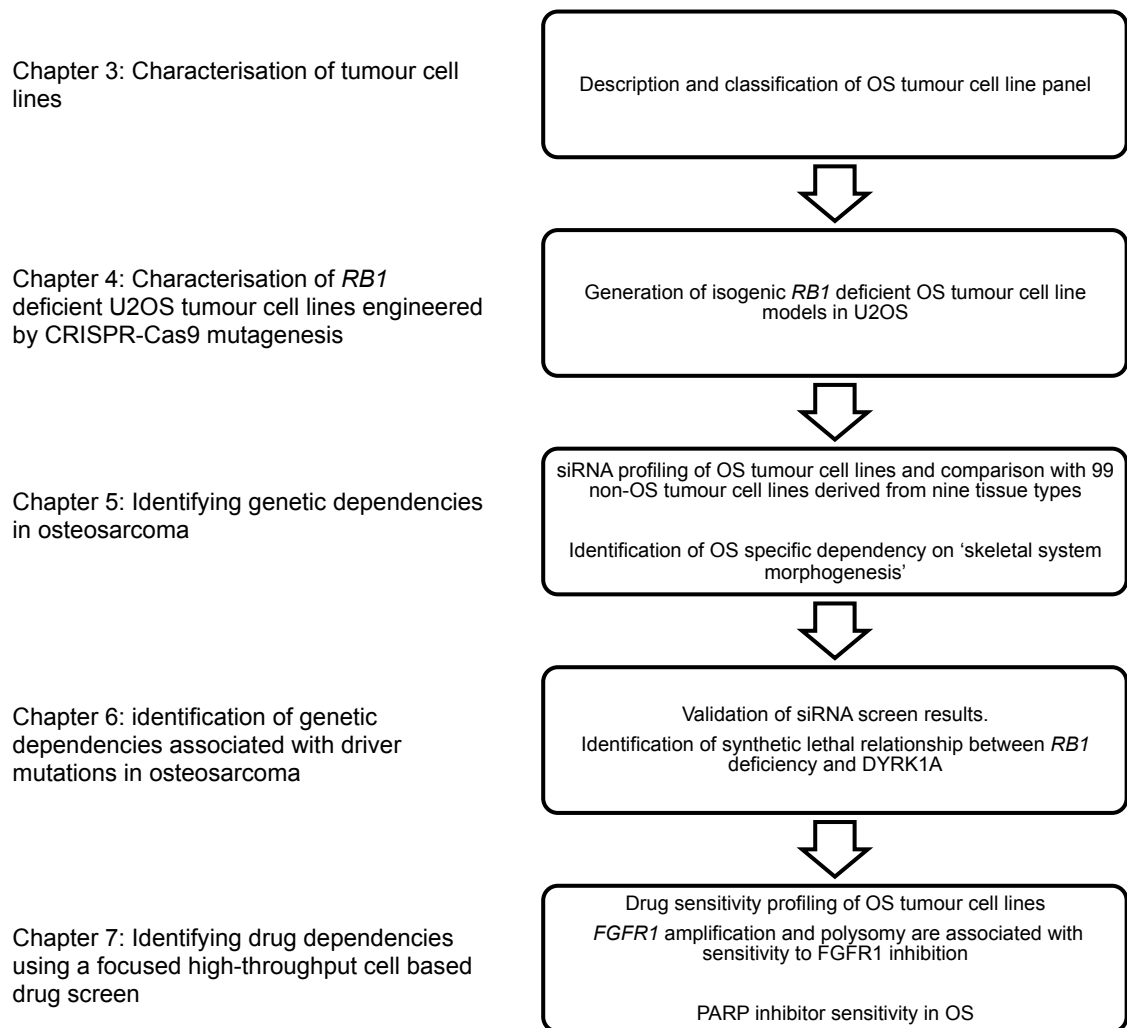 Chapter 3: Characterisation of tumour cell
lines
Description and classification of OS tumour cell line panel
Chapter 4: Characterisation of RB1
deficient U2OS tumour cell lines engineered
by CRISPR-Cas9 mutagenesis
Generation of isogenic RB1 deficient OS tumour cell line
models in U2OS
Chapter 5: Identifying genetic dependencies
in osteosarcoma
siRNA profiling of OS tumour cell lines and comparison with 99
non-OS tumour cell lines derived from nine tissue types
Identification of OS specific dependency on ‘skeletal system
morphogenesis’
Chapter 6: identification of genetic
dependencies associated with driver
mutations in osteosarcoma
Validation of siRNA screen results.
Identification of synthetic lethal relationship between RB1
deficiency and DYRK1A
Chapter 7: Identifying drug dependencies
using a focused high-throughput cell based
drug screen
Drug sensitivity profiling of OS tumour cell lines
FGFR1 amplification and polysomy are associated with
sensitivity to FGFR1 inhibition
PARP inhibitor sensitivity in OS